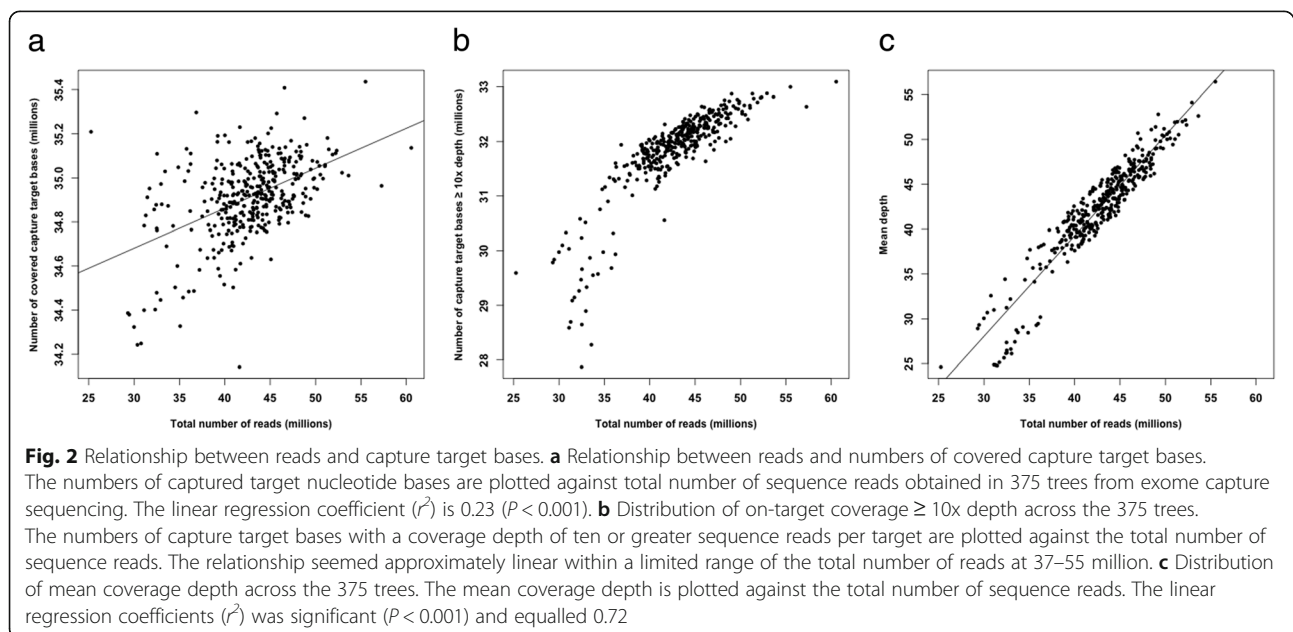 a
b
c
Number of covered capture target bases (millions)
35.4
35.2
35.0
34.8
34.6
34.4
34.2
25 30 35 40 45 50 55 60
Total number of reads (millions)
Number of capture target bases ≥ 10x depth (millions)
33
32
31
30
29
28
25 30 35 40 45 50 55 60
Total number of reads (millions)
Mean depth
55
50
45
40
35
30
25
25 30 35 40 45 50 55 60
Total number of reads (millions)
Fig. 2 Relationship between reads and capture target bases. a Relationship between reads and numbers of covered capture target bases.
The numbers of captured target nucleotide bases are plotted against total number of sequence reads obtained in 375 trees from exome capture
sequencing. The linear regression coefficient (r²) is 0.23 (P < 0.001). b Distribution of on-target coverage ≥ 10x depth across the 375 trees.
The numbers of capture target bases with a coverage depth of ten or greater sequence reads per target are plotted against the total number of
sequence reads. The relationship seemed approximately linear within a limited range of the total number of reads at 37–55 million. c Distribution
of mean coverage depth across the 375 trees. The mean coverage depth is plotted against the total number of sequence reads. The linear
regression coefficients (r²) was significant (P < 0.001) and equalled 0.72